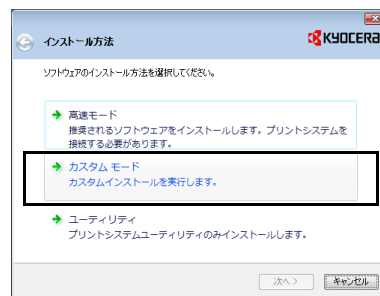 インストール方法
KYOCERA
ソフトウェアのインストール方法を選択してください。
高速モード
推奨されるソフトウェアをインストールします。プリントシステムを
接続する必要があります。
カスタム モード
カスタムインストールを実行します。
ユーティリティ
プリントシステムユーティリティのみインストールします。
次へ >
キャンセル